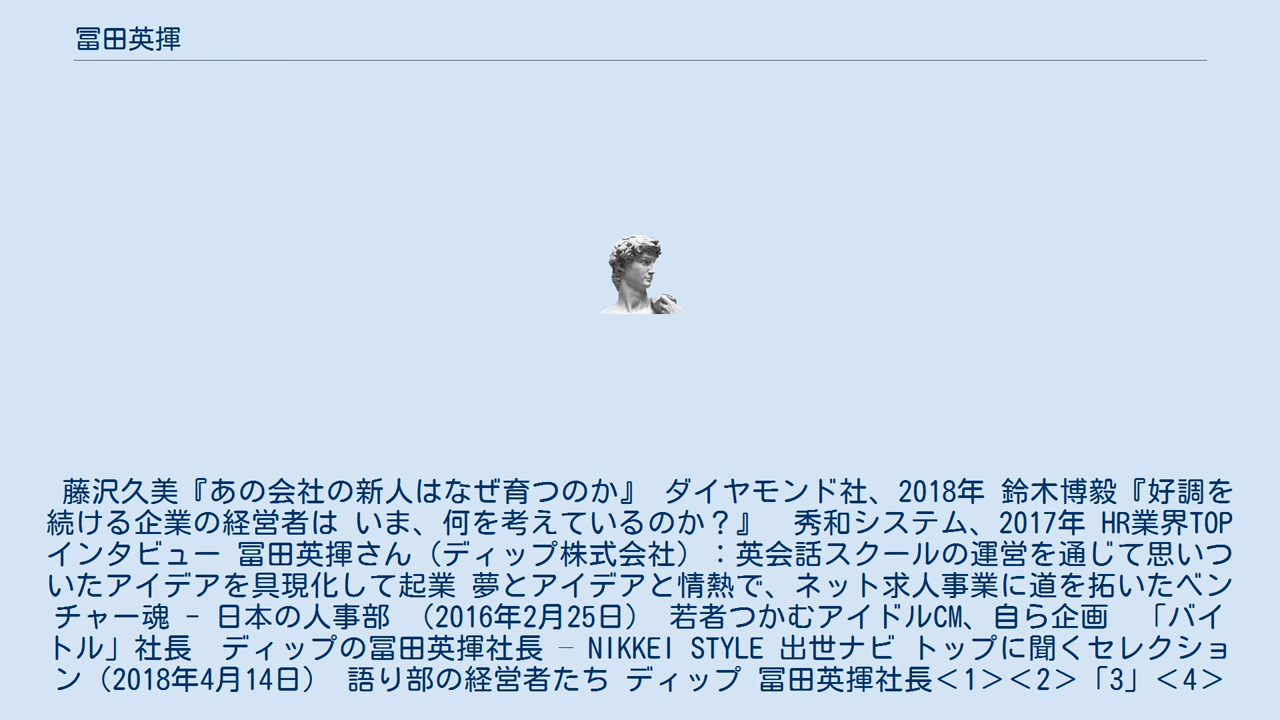 冨田英揮
藤沢久美『あの会社の新人はなぜ育つのか』 ダイヤモンド社、2018年 鈴木博毅『好調を
続ける企業の経営者は いま、何を考えているのか？』　秀和システム、2017年 HR業界TOP
インタビュー 冨田英揮さん（ディップ株式会社）：英会話スクールの運営を通じて思いつ
いたアイデアを具現化して起業 夢とアイデアと情熱で、ネット求人事業に道を拓いたベン
チャー魂 - 日本の人事部 （2016年2月25日） 若者つかむアイドルCM、自ら企画　「バイ
トル」社長　ディップの冨田英揮社長 – NIKKEI STYLE 出世ナビ トップに聞くセレクショ
ン（2018年4月14日） 語り部の経営者たち ディップ 冨田英揮社長＜1＞＜2＞「3」＜4＞